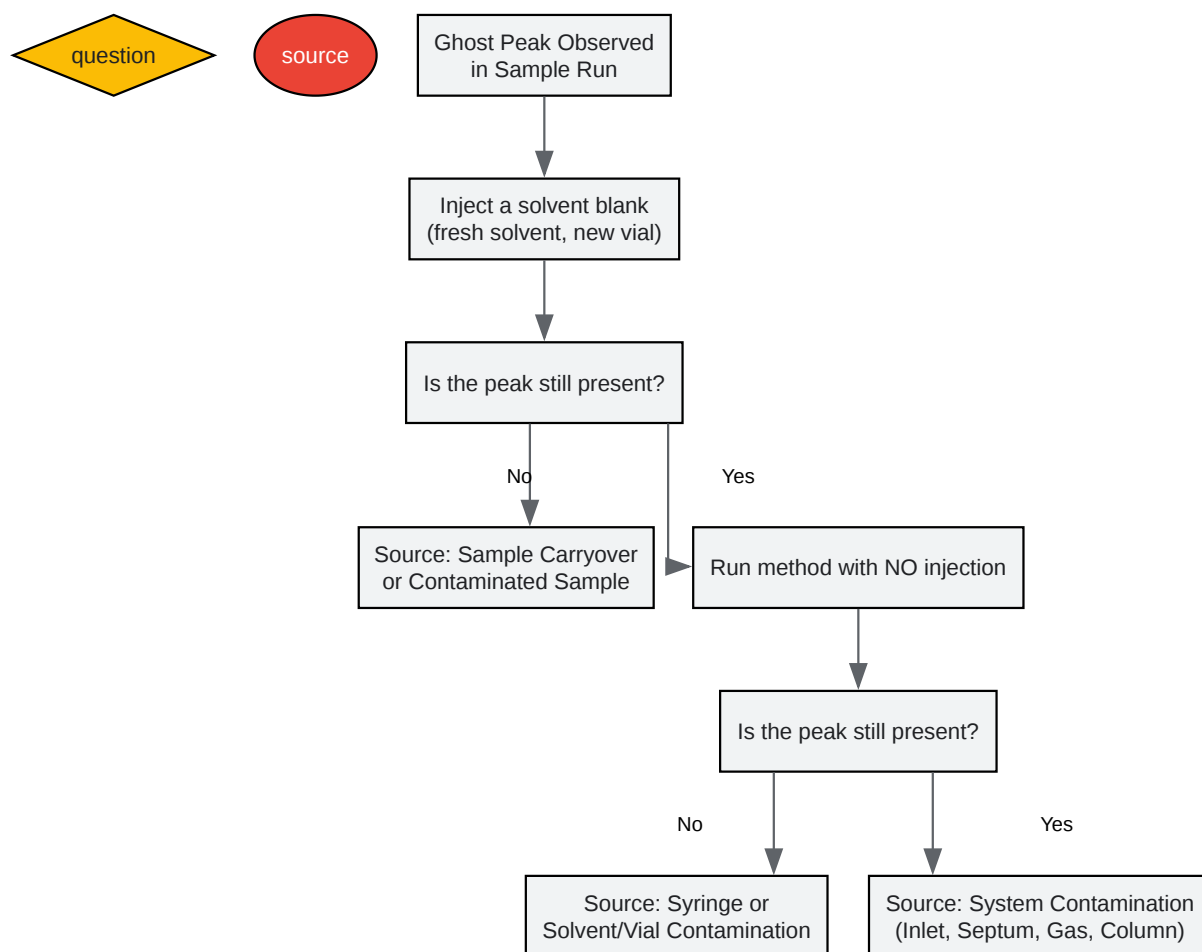 question
source
Ghost Peak Observed
in Sample Run
Inject a solvent blank
(fresh solvent, new vial)
Is the peak still present?
No
Yes
Source: Sample Carryover
or Contaminated Sample
Run method with NO injection
Is the peak still present?
No
Yes
Source: Syringe or
Solvent/Vial Contamination
Source: System Contamination
(Inlet, Septum, Gas, Column)